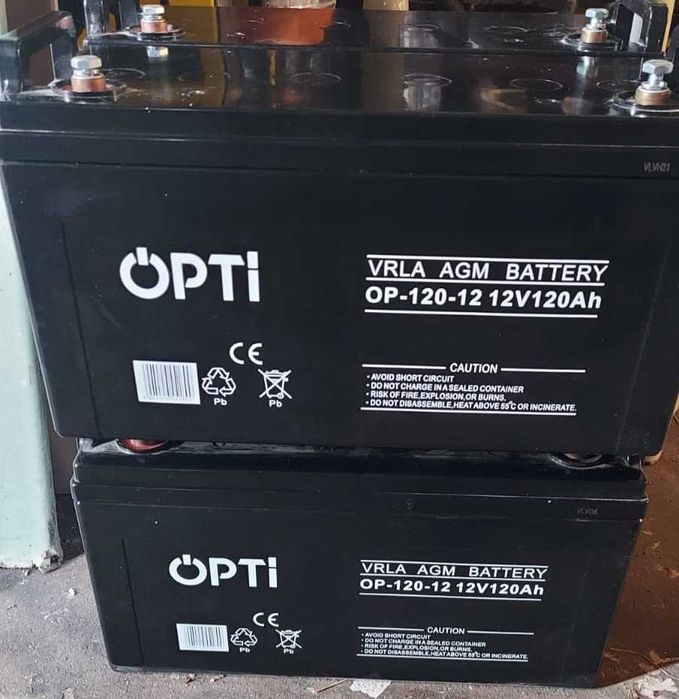 OPTi
VRLA AGM BATTERY
OP-120-12 12V120Ah
CE
Pb
Pb
CAUTION
• AVOID SHORT CIRCUIT
• DO NOT CHARGE IN A SEALED CONTAINER
• RISK OF FIRE,EXPLOSION,OR BURNS.
• DO NOT DISASSEMBLE,HEAT ABOVE 55°C OR INCINERATE.
OPTi
VRLA AGM BATTERY
OP-120-12 12V120Ah
CE
Pb
Pb
CAUTION
• AVOID SHORT CIRCUIT
• DO NOT CHARGE IN A SEALED CONTAINER
• RISK OF FIRE,EXPLOSION,OR BURNS.
• DO NOT DISASSEMBLE,HEAT ABOVE 55°C OR INCINERATE.